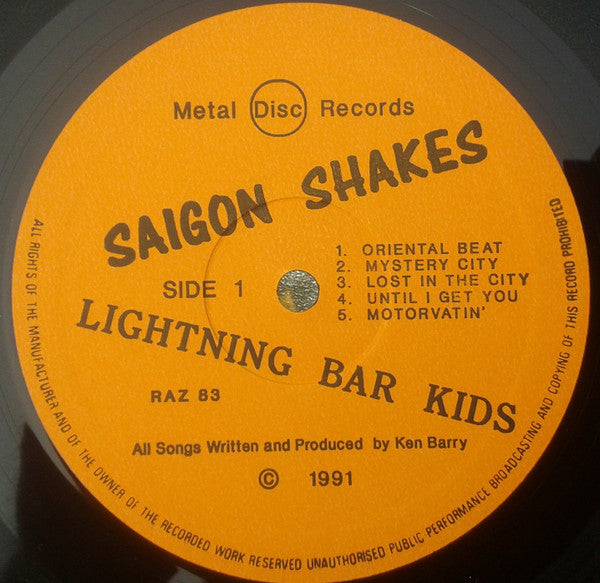 Metal Disc Records
SAIGON SHAKES
SIDE 1
1. ORIENTAL BEAT
2. MYSTERY CITY
3. LOST IN THE CITY
4. UNTIL I GET YOU
5. MOTORVATIN'
LIGHTNING BAR KIDS
RAZ 83
All Songs Written and Produced by Ken Barry
© 1991
ALL RIGHTS OF THE MANUFACTURER AND OF THE OWNER OF THE RECORDED WORK RESERVED UNAUTHORISED PUBLIC PERFORMANCE BROADCASTING AND COPYING OF THIS RECORD PROHIBITED